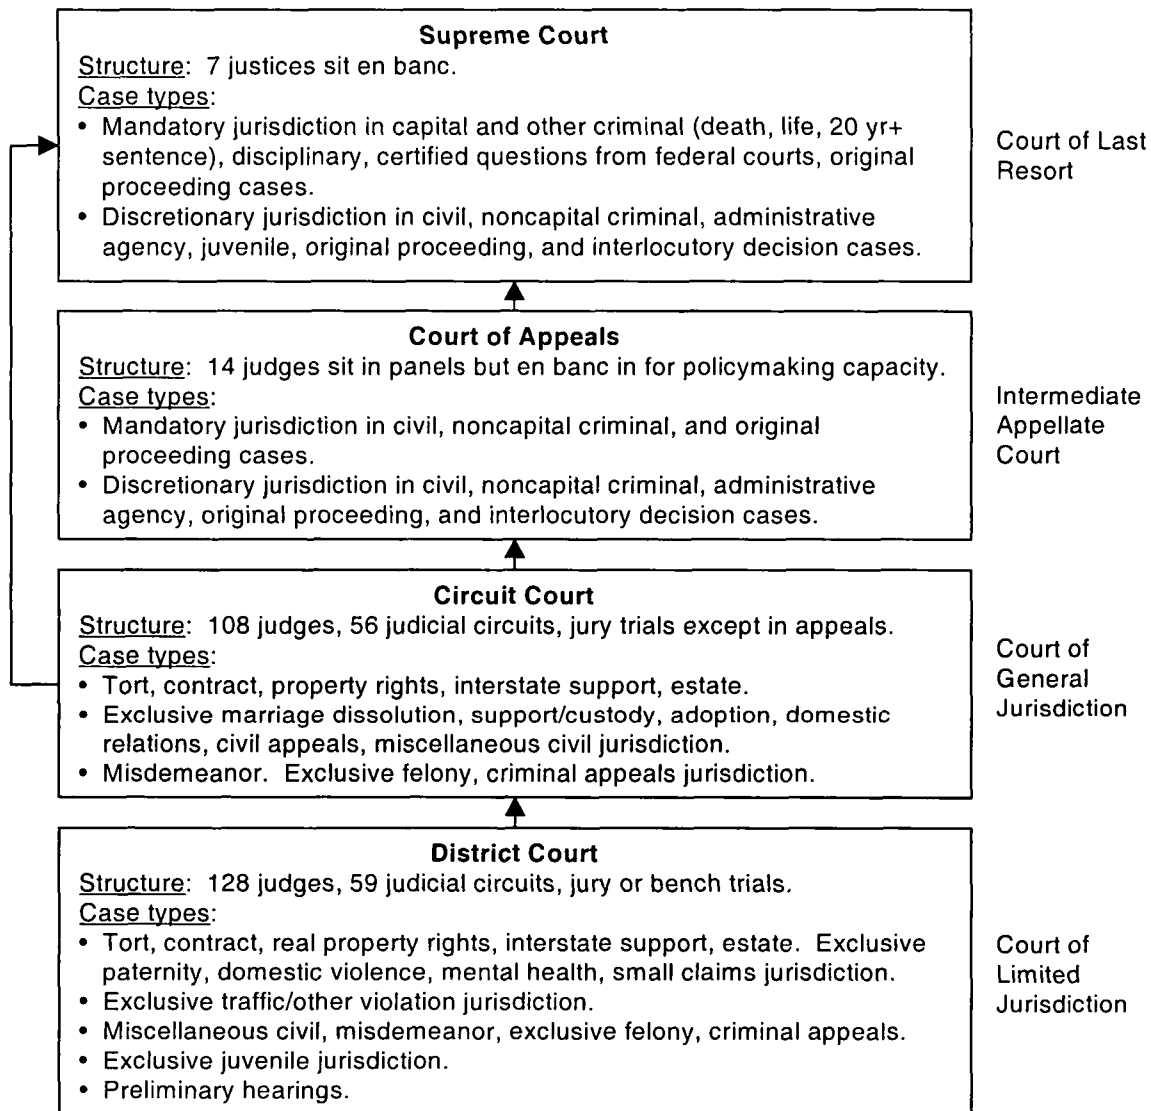 Supreme Court
Structure: 7 justices sit en banc.
Case types:
• Mandatory jurisdiction in capital and other criminal (death, life, 20 yr+
sentence), disciplinary, certified questions from federal courts, original
proceeding cases.
• Discretionary jurisdiction in civil, noncapital criminal, administrative
agency, juvenile, original proceeding, and interlocutory decision cases.
Court of Last
Resort
Court of Appeals
Structure: 14 judges sit in panels but en banc in for policymaking capacity.
Case types:
• Mandatory jurisdiction in civil, noncapital criminal, and original
proceeding cases.
• Discretionary jurisdiction in civil, noncapital criminal, administrative
agency, original proceeding, and interlocutory decision cases.
Intermediate
Appellate
Court
Circuit Court
Structure: 108 judges, 56 judicial circuits, jury trials except in appeals.
Case types:
• Tort, contract, property rights, interstate support, estate.
• Exclusive marriage dissolution, support/custody, adoption, domestic
relations, civil appeals, miscellaneous civil jurisdiction.
• Misdemeanor. Exclusive felony, criminal appeals jurisdiction.
Court of
General
Jurisdiction
District Court
Structure: 128 judges, 59 judicial circuits, jury or bench trials.
Case types:
• Tort, contract, real property rights, interstate support, estate. Exclusive
paternity, domestic violence, mental health, small claims jurisdiction.
• Exclusive traffic/other violation jurisdiction.
• Miscellaneous civil, misdemeanor, exclusive felony, criminal appeals.
• Exclusive juvenile jurisdiction.
• Preliminary hearings.
Court of
Limited
Jurisdiction